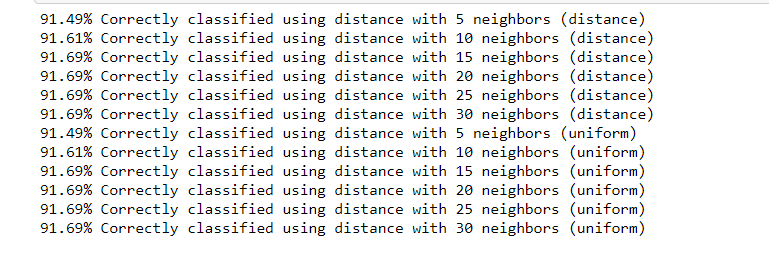 91.49% Correctly classified using distance with 5 neighbors (distance)
91.61% Correctly classified using distance with 10 neighbors (distance)
91.69% Correctly classified using distance with 15 neighbors (distance)
91.69% Correctly classified using distance with 20 neighbors (distance)
91.69% Correctly classified using distance with 25 neighbors (distance)
91.69% Correctly classified using distance with 30 neighbors (distance)
91.49% Correctly classified using distance with 5 neighbors (uniform)
91.61% Correctly classified using distance with 10 neighbors (uniform)
91.69% Correctly classified using distance with 15 neighbors (uniform)
91.69% Correctly classified using distance with 20 neighbors (uniform)
91.69% Correctly classified using distance with 25 neighbors (uniform)
91.69% Correctly classified using distance with 30 neighbors (uniform)